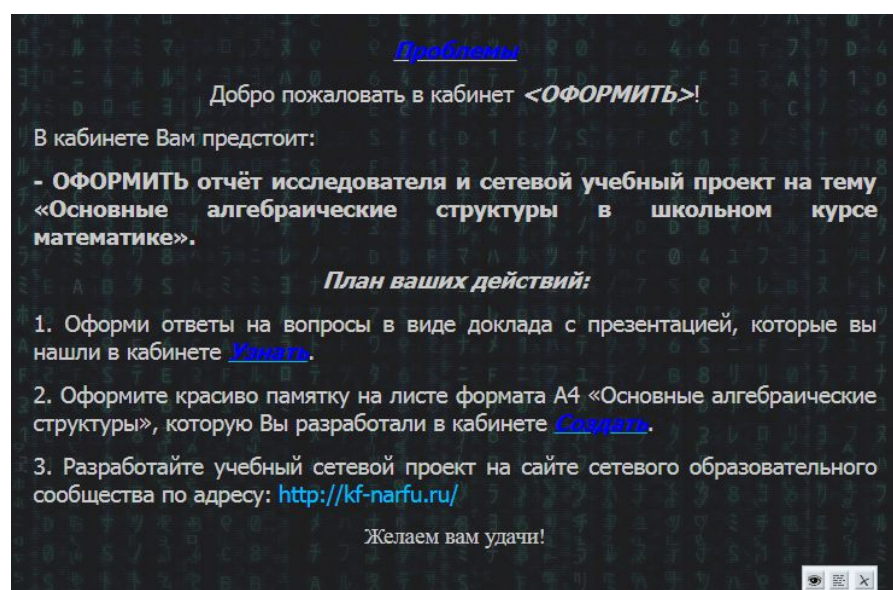 Проблемы
Добро пожаловать в кабинет <ОФОРМИТЬ>!
В кабинете Вам предстоит:
- ОФОРМИТЬ отчёт исследователя и сетевой учебный проект на тему
«Основные алгебраические структуры в школьном курсе
математике».
План ваших действий:
1. Оформи ответы на вопросы в виде доклада с презентацией, которые вы
нашли в кабинете Узнать.
2. Оформите красиво памятку на листе формата А4 «Основные алгебраические
структуры», которую Вы разработали в кабинете Создать.
3. Разработайте учебный сетевой проект на сайте сетевого образовательного
сообщества по адресу: http://kf-narfu.ru/
Желаем вам удачи!